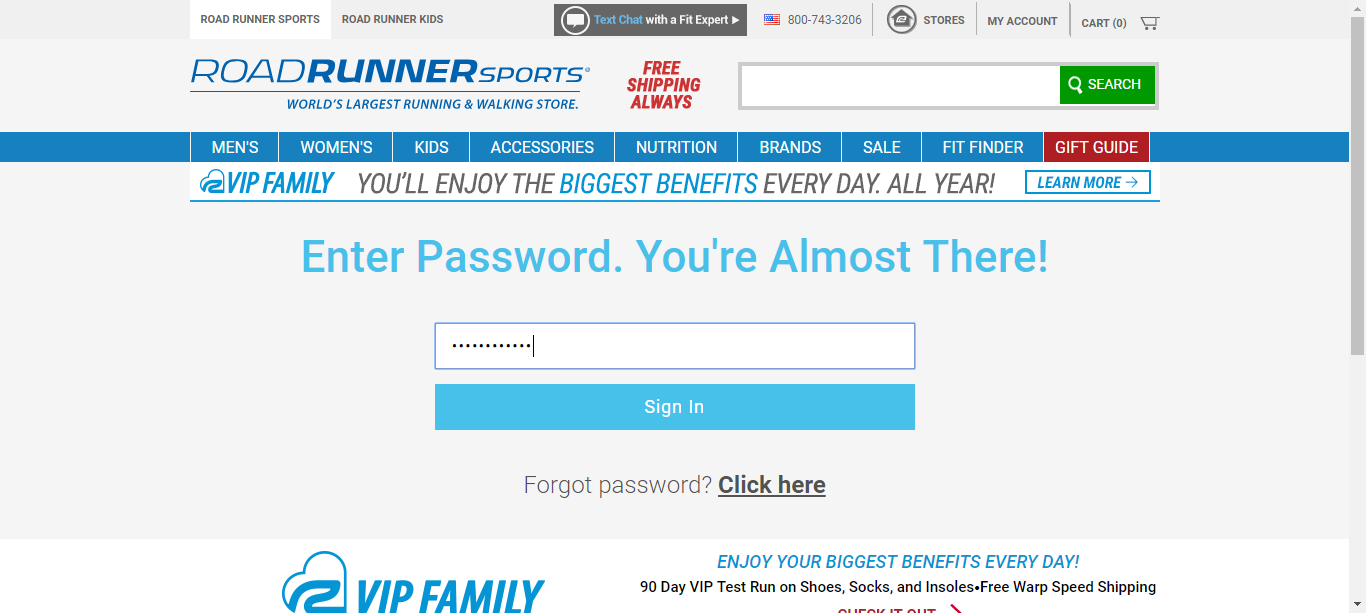 ROAD RUNNER SPORTS
ROAD RUNNER KIDS
Text Chat with a Fit Expert
800-743-3206
STORES
MY ACCOUNT
CART (0)
ROADRUNNERSPORTS®
WORLD'S LARGEST RUNNING & WALKING STORE.
FREE
SHIPPING
ALWAYS
SEARCH
MEN'S
WOMEN'S
KIDS
ACCESSORIES
NUTRITION
BRANDS
SALE
FIT FINDER
GIFT GUIDE
VIP FAMILY
YOU'LL ENJOY THE BIGGEST BENEFITS EVERY DAY. ALL YEAR!
LEARN MORE →
Enter Password. You're Almost There!
••••••••••••
Sign In
Forgot password? Click here
VIP FAMILY
ENJOY YOUR BIGGEST BENEFITS EVERY DAY!
90 Day VIP Test Run on Shoes, Socks, and Insoles•Free Warp Speed Shipping
CHECK IT OUT